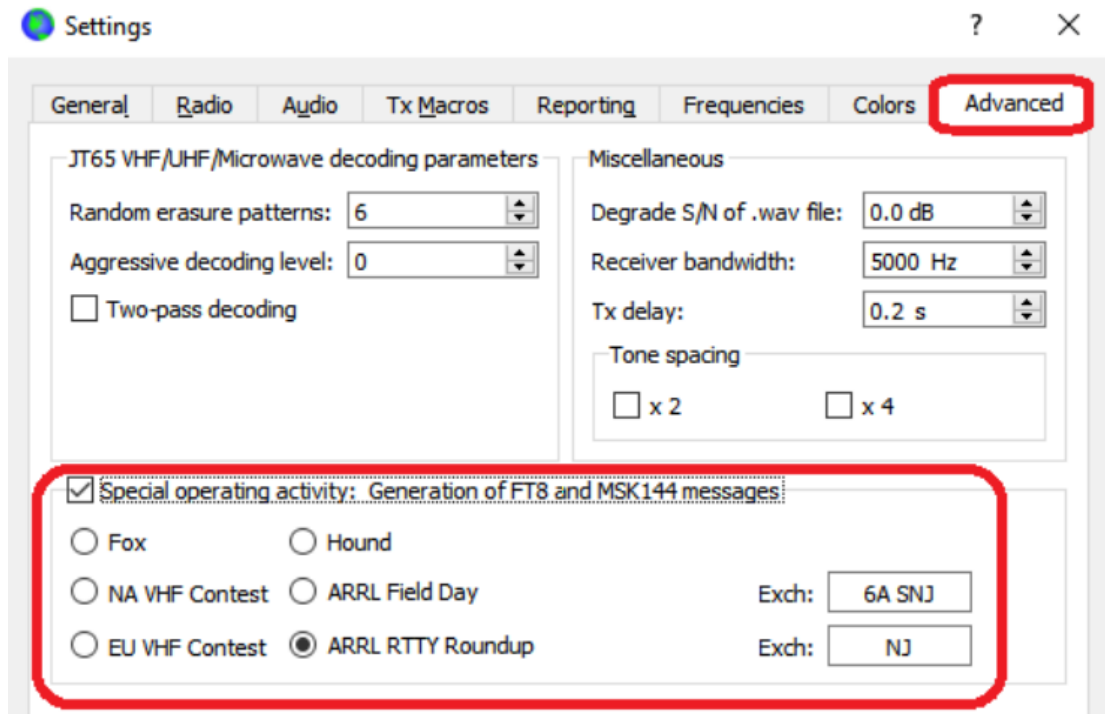 Settings
General Radio Audio Tx Macros Reporting Frequencies Colors Advanced
JT65 VHF/UHF/Microwave decoding parameters
Random erasure patterns: 6
Aggressive decoding level: 0
Two-pass decoding
Miscellaneous
Degrade S/N of .wav file: 0.0 dB
Receiver bandwidth: 5000 Hz
Tx delay: 0.2 s
Tone spacing
x 2 x 4
Special operating activity: Generation of FT8 and MSK144 messages
Fox Hound
NA VHF Contest ARRL Field Day Exch: 6A SNJ
EU VHF Contest ARRL RTTY Roundup Exch: NJ